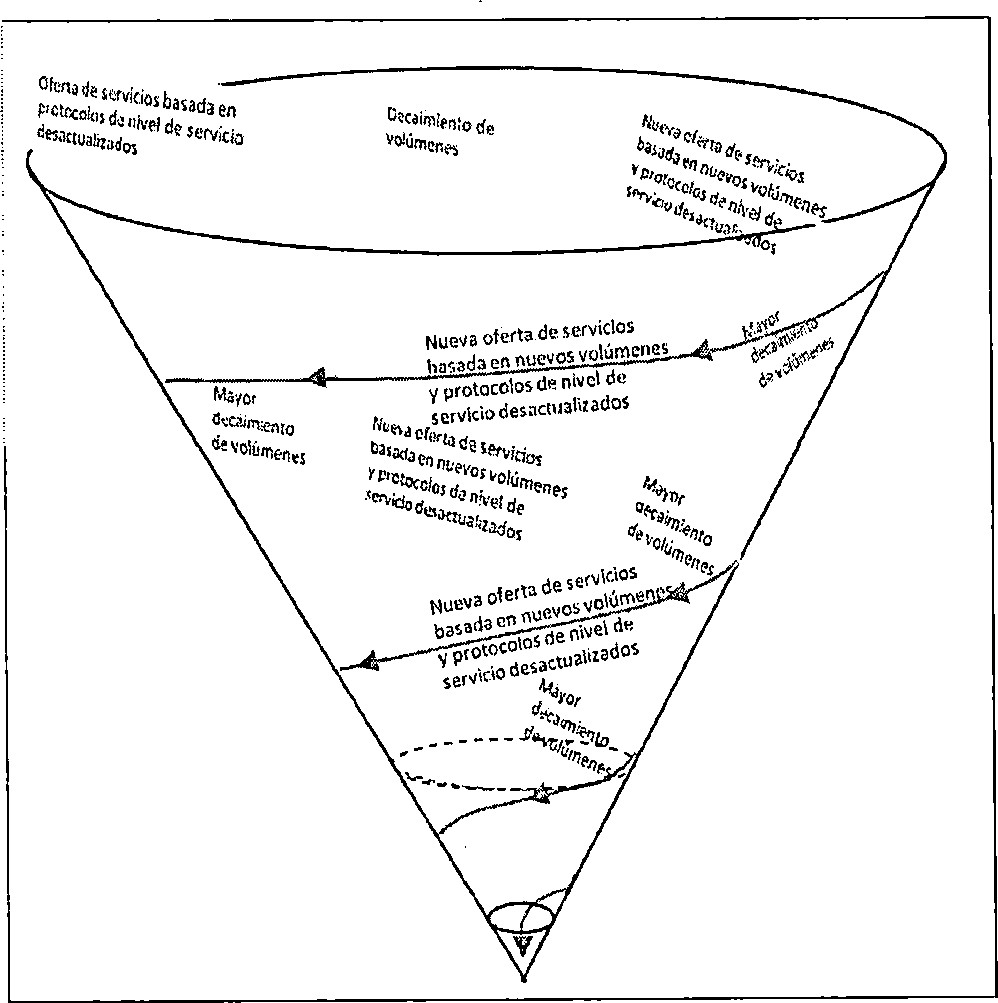 Oferta de servicios basada en
protocolos de nivel de servicio
desactualizados
Decaimiento de
volúmenes
Nueva oferta de servicios
basada en nuevos volúmenes
y protocolos de nivel de
servicio desactualizados
Mayor
decaimiento
de volúmenes
Nueva oferta de servicios
basada en nuevos volúmenes
y protocolos de nivel de
servicio desactualizados
Mayor
decaimiento
de volúmenes
Nueva oferta de servicios
basada en nuevos volúmenes
y protocolos de nivel de
servicio desactualizados
Mayor
decaimiento
de volúmenes
Nueva oferta de servicios
basada en nuevos volúmenes
y protocolos de nivel de
servicio desactualizados
Mayor
decaimiento
de volúmenes